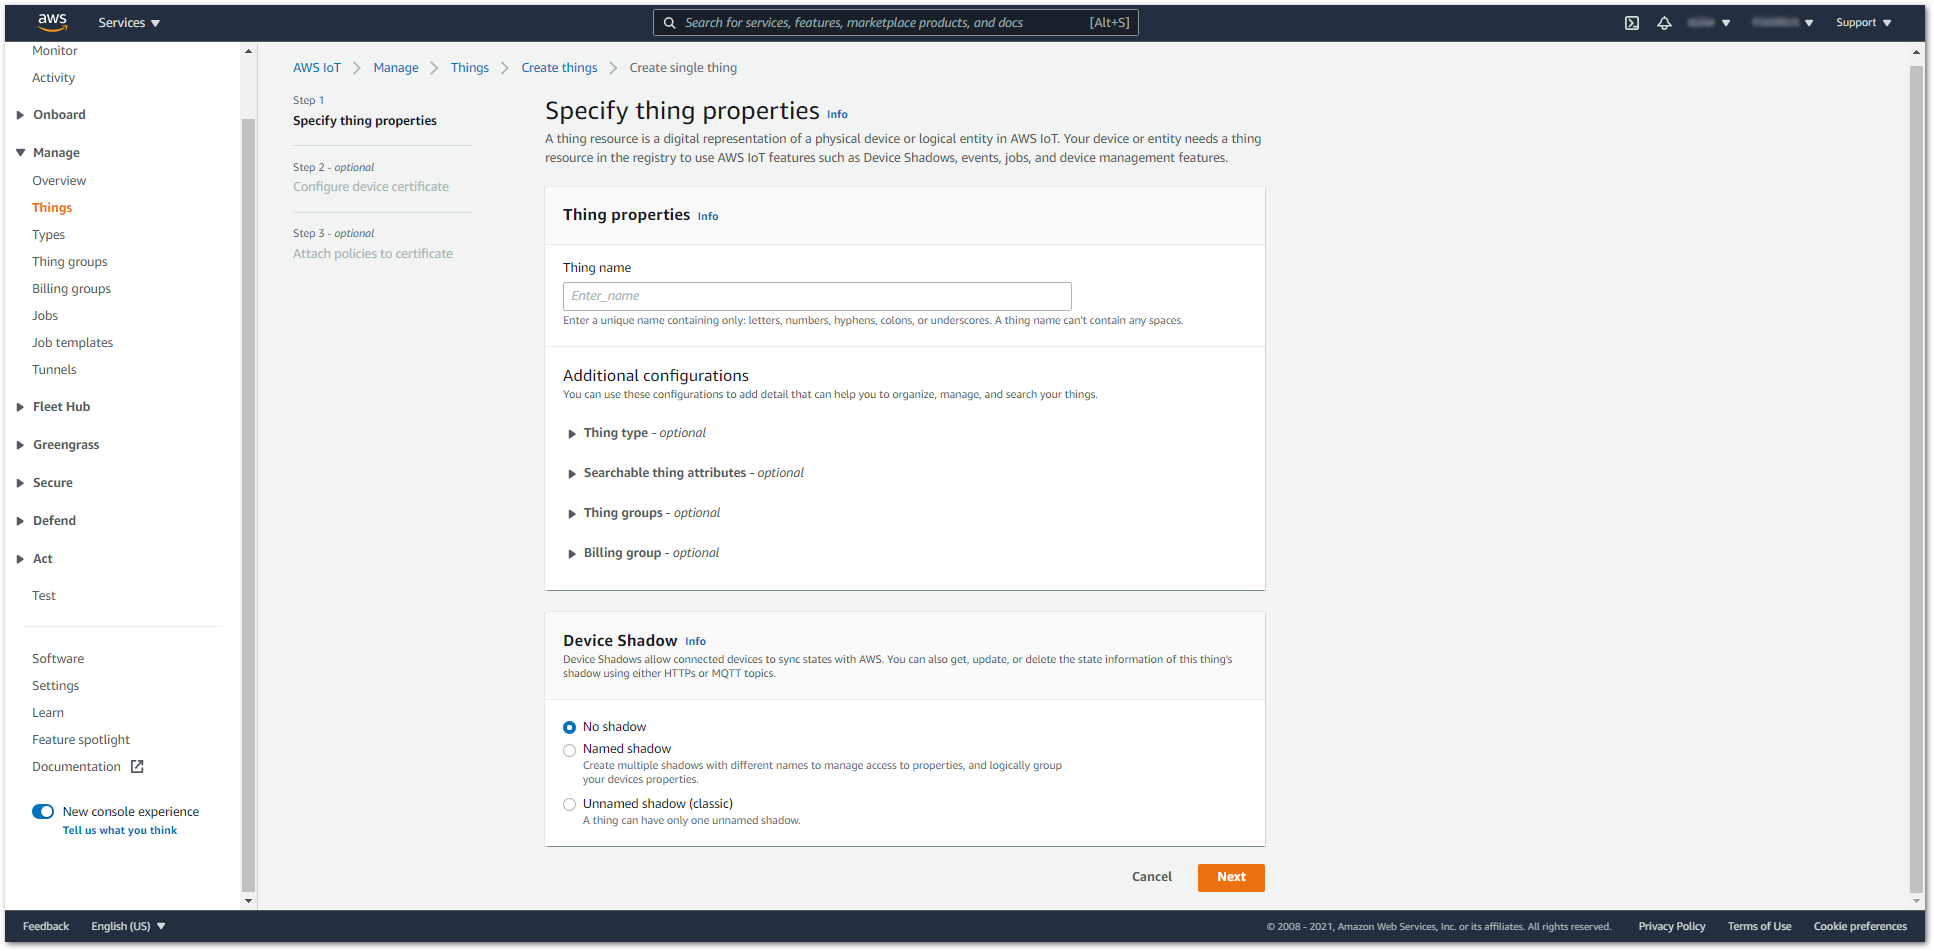 aws
Services
Search for services, features, marketplace products, and docs [Alt+S]
Support
Monitor
Activity
Onboard
Manage
Overview
Things
Types
Thing groups
Billing groups
Jobs
Job templates
Tunnels
Fleet Hub
Greengrass
Secure
Defend
Act
Test
Software
Settings
Learn
Feature spotlight
Documentation
New console experience
Tell us what you think
AWS IoT Manage Things Create things Create single thing
Step 1
Specify thing properties
Step 2 - optional
Configure device certificate
Step 3 - optional
Attach policies to certificate
Specify thing properties Info
A thing resource is a digital representation of a physical device or logical entity in AWS IoT. Your device or entity needs a thing
resource in the registry to use AWS IoT features such as Device Shadows, events, jobs, and device management features.
Thing properties Info
Thing name
Enter_name
Enter a unique name containing only: letters, numbers, hyphens, colons, or underscores. A thing name can't contain any spaces.
Additional configurations
You can use these configurations to add detail that can help you to organize, manage, and search your things.
Thing type - optional
Searchable thing attributes - optional
Thing groups - optional
Billing group - optional
Device Shadow Info
Device Shadows allow connected devices to sync states with AWS. You can also get, update, or delete the state information of this thing's
shadow using either HTTPs or MQTT topics.
No shadow
Named shadow
Create multiple shadows with different names to manage access to properties, and logically group
your devices properties.
Unnamed shadow (classic)
A thing can have only one unnamed shadow.
Cancel
Next
Feedback
English (US)
© 2008 - 2021, Amazon Web Services, Inc. or its affiliates. All rights reserved.
Privacy Policy
Terms of Use
Cookie preferences